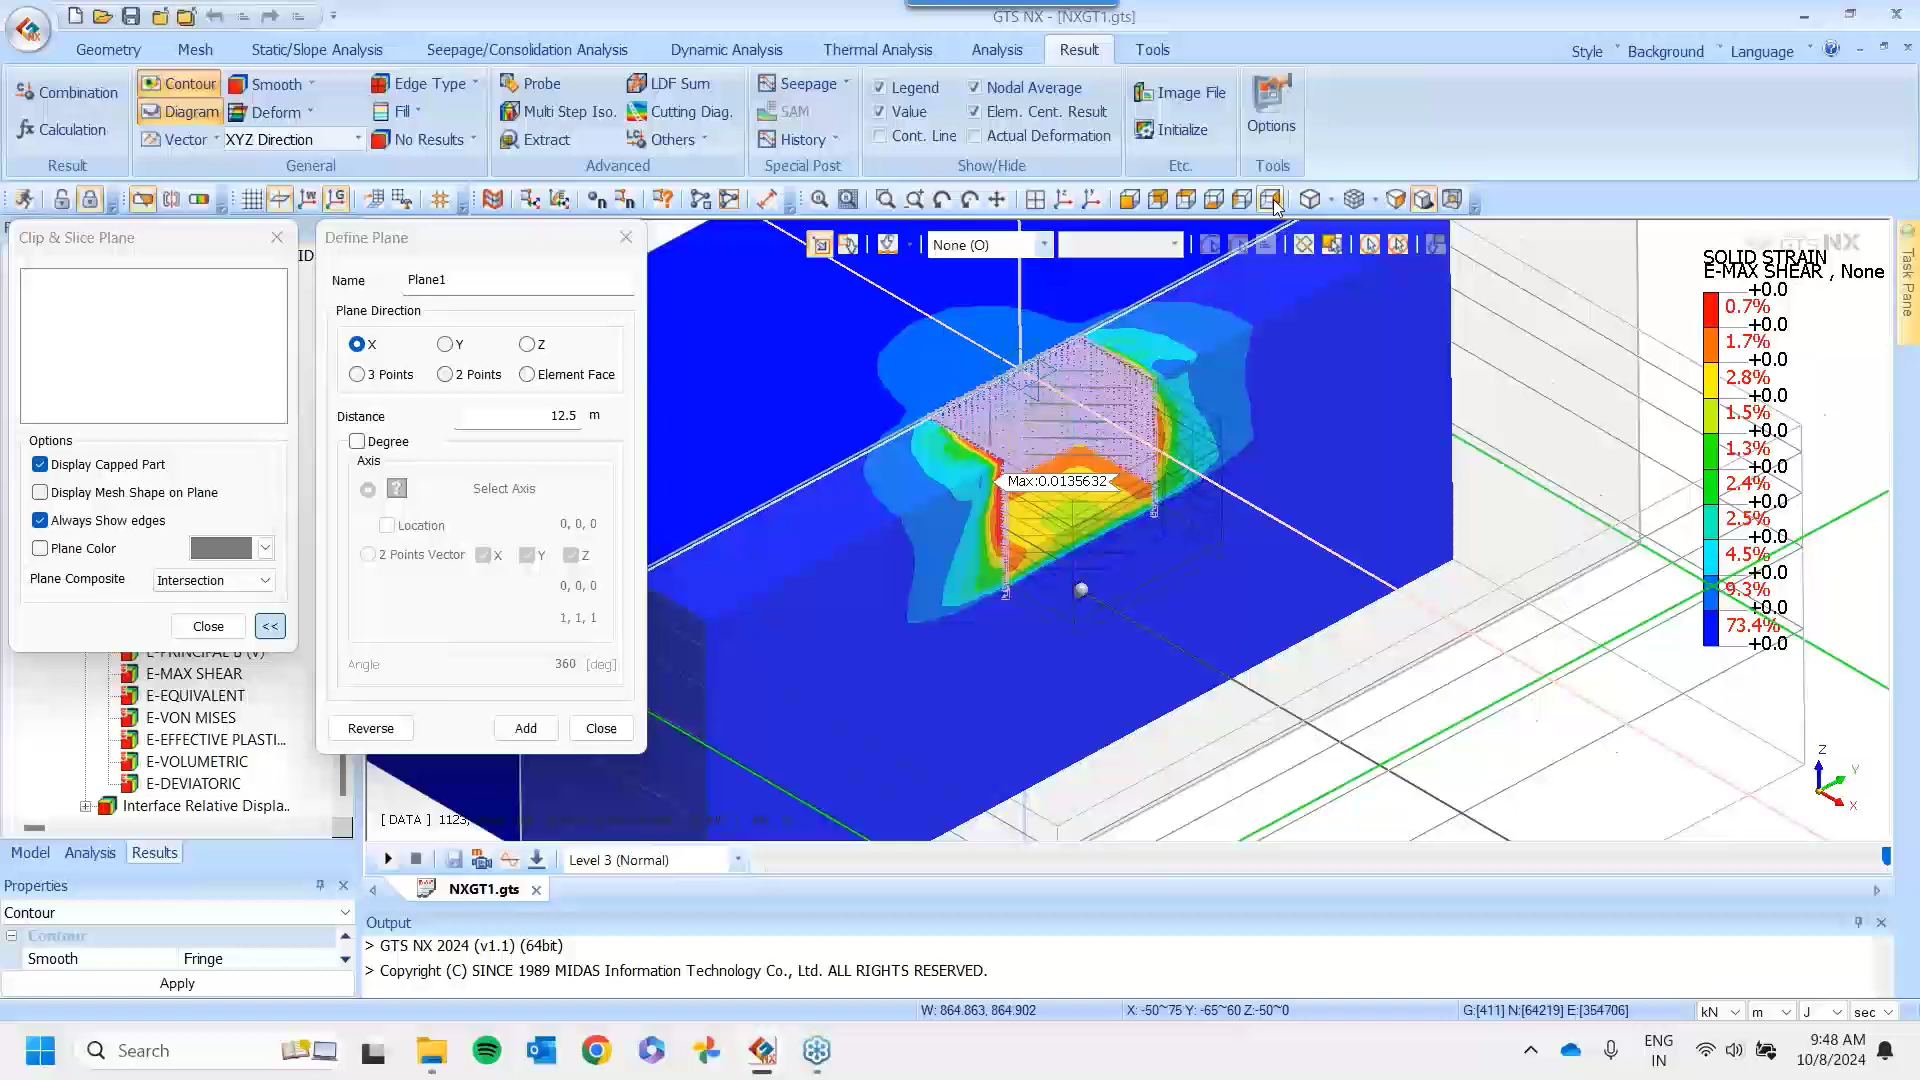 GTS NX - [NXGT1.gts]
Geometry Mesh Static/Slope Analysis Seepage/Consolidation Analysis Dynamic Analysis Thermal Analysis Analysis Result Tools Style Background Language
Combination Contour Smooth Edge Type Probe LDF Sum Seepage Legend Nodal Average Image File
Diagram Deform Fill Multi Step Iso. Cutting Diag. SAM Value Elem. Cent. Result
Calculation Vector XYZ Direction No Results Extract Others History Cont. Line Actual Deformation Initialize Options
Result General Advanced Special Post Show/Hide Etc. Tools
Clip & Slice Plane
Options
Display Capped Part
Display Mesh Shape on Plane
Always Show edges
Plane Color
Plane Composite Intersection
Close <<
Define Plane
Name Plane1
Plane Direction
X Y Z
3 Points 2 Points Element Face
Distance 12.5 m
Degree
Axis
Select Axis
Location 0, 0, 0
2 Points Vector X Y Z
0, 0, 0
1, 1, 1
Angle 360 [deg]
Reverse Add Close
None (O)
GTS NX
SOLID STRAIN
E-MAX SHEAR , None
+0.0
0.7%
+0.0
1.7%
+0.0
2.8%
+0.0
1.5%
+0.0
1.3%
+0.0
2.4%
+0.0
2.5%
+0.0
4.5%
+0.0
9.3%
+0.0
73.4%
+0.0
Max:0.0135632
Z
Y
X
Task Pane
E-MAX SHEAR
E-EQUIVALENT
E-VON MISES
E-EFFECTIVE PLASTI...
E-VOLUMETRIC
E-DEVIATORIC
Interface Relative Displa..
[ DATA ] 1123,
Model Analysis Results
Level 3 (Normal)
NXGT1.gts
Properties
Contour
Contour
Smooth Fringe
Apply
Output
> GTS NX 2024 (v1.1) (64bit)
> Copyright (C) SINCE 1989 MIDAS Information Technology Co., Ltd. ALL RIGHTS RESERVED.
W: 864.863, 864.902 X: -50~75 Y: -65~60 Z:-50~0 G:[411] N:[64219] E:[354706] kN m J sec
Search
ENG
IN
9:48 AM
10/8/2024